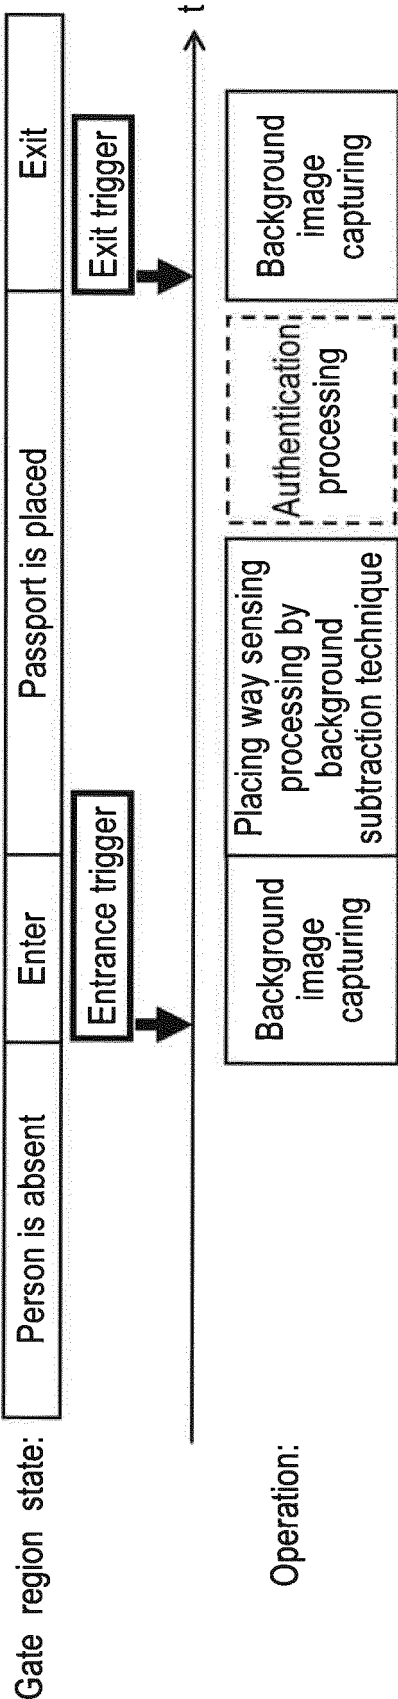 Gate region state:
Person is absent
Enter
Passport is placed
Exit
Entrance trigger
Exit trigger
t
Operation:
Background
image
capturing
Placing way sensing
processing by
background
subtraction technique
Authentication
processing
Background
image
capturing